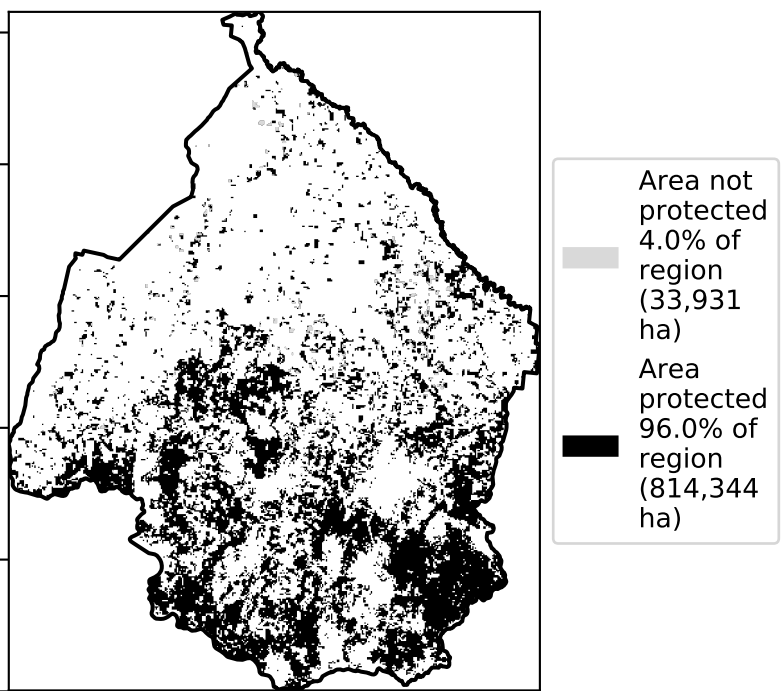 Area not
protected
4.0% of
region
(33,931
ha)
Area
protected
96.0% of
region
(814,344
ha)